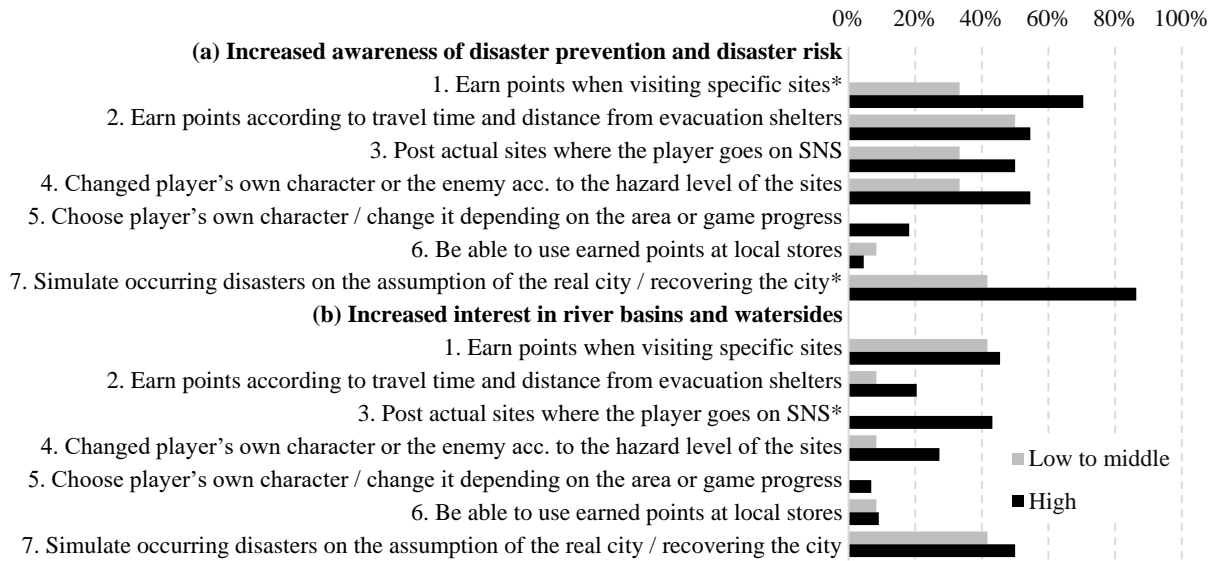 0% 20% 40% 60% 80% 100%
(a) Increased awareness of disaster prevention and disaster risk
1. Earn points when visiting specific sites*
2. Earn points according to travel time and distance from evacuation shelters
3. Post actual sites where the player goes on SNS
4. Changed player’s own character or the enemy acc. to the hazard level of the sites
5. Choose player’s own character / change it depending on the area or game progress
6. Be able to use earned points at local stores
7. Simulate occurring disasters on the assumption of the real city / recovering the city*
(b) Increased interest in river basins and watersides
1. Earn points when visiting specific sites
2. Earn points according to travel time and distance from evacuation shelters
3. Post actual sites where the player goes on SNS*
4. Changed player’s own character or the enemy acc. to the hazard level of the sites
5. Choose player’s own character / change it depending on the area or game progress
6. Be able to use earned points at local stores
7. Simulate occurring disasters on the assumption of the real city / recovering the city
Low to middle
High